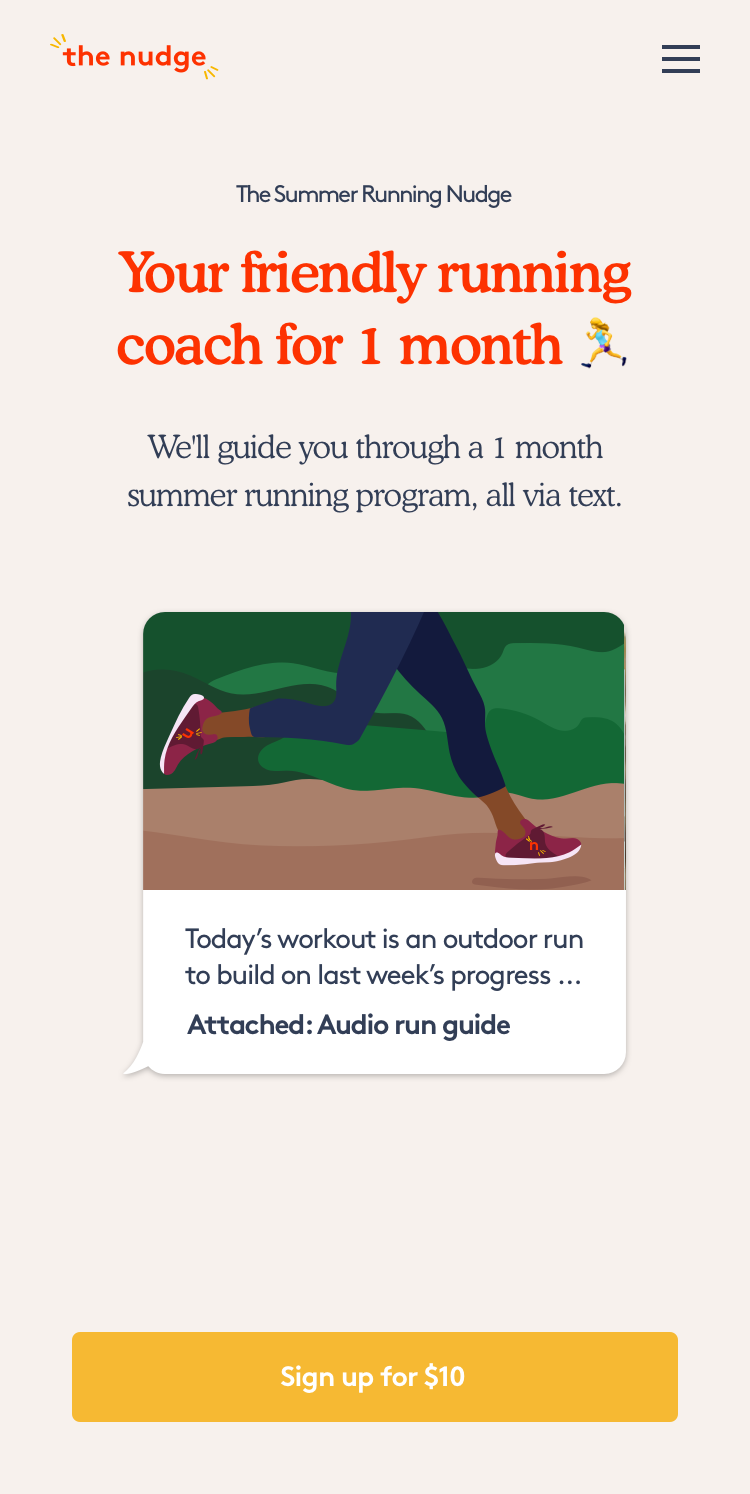 the nudge
The Summer Running Nudge
Your friendly running
coach for 1 month 🏃‍♀️
We'll guide you through a 1 month
summer running program, all via text.
u
n
Today’s workout is an outdoor run
to build on last week’s progress ...
Attached: Audio run guide
Sign up for $10